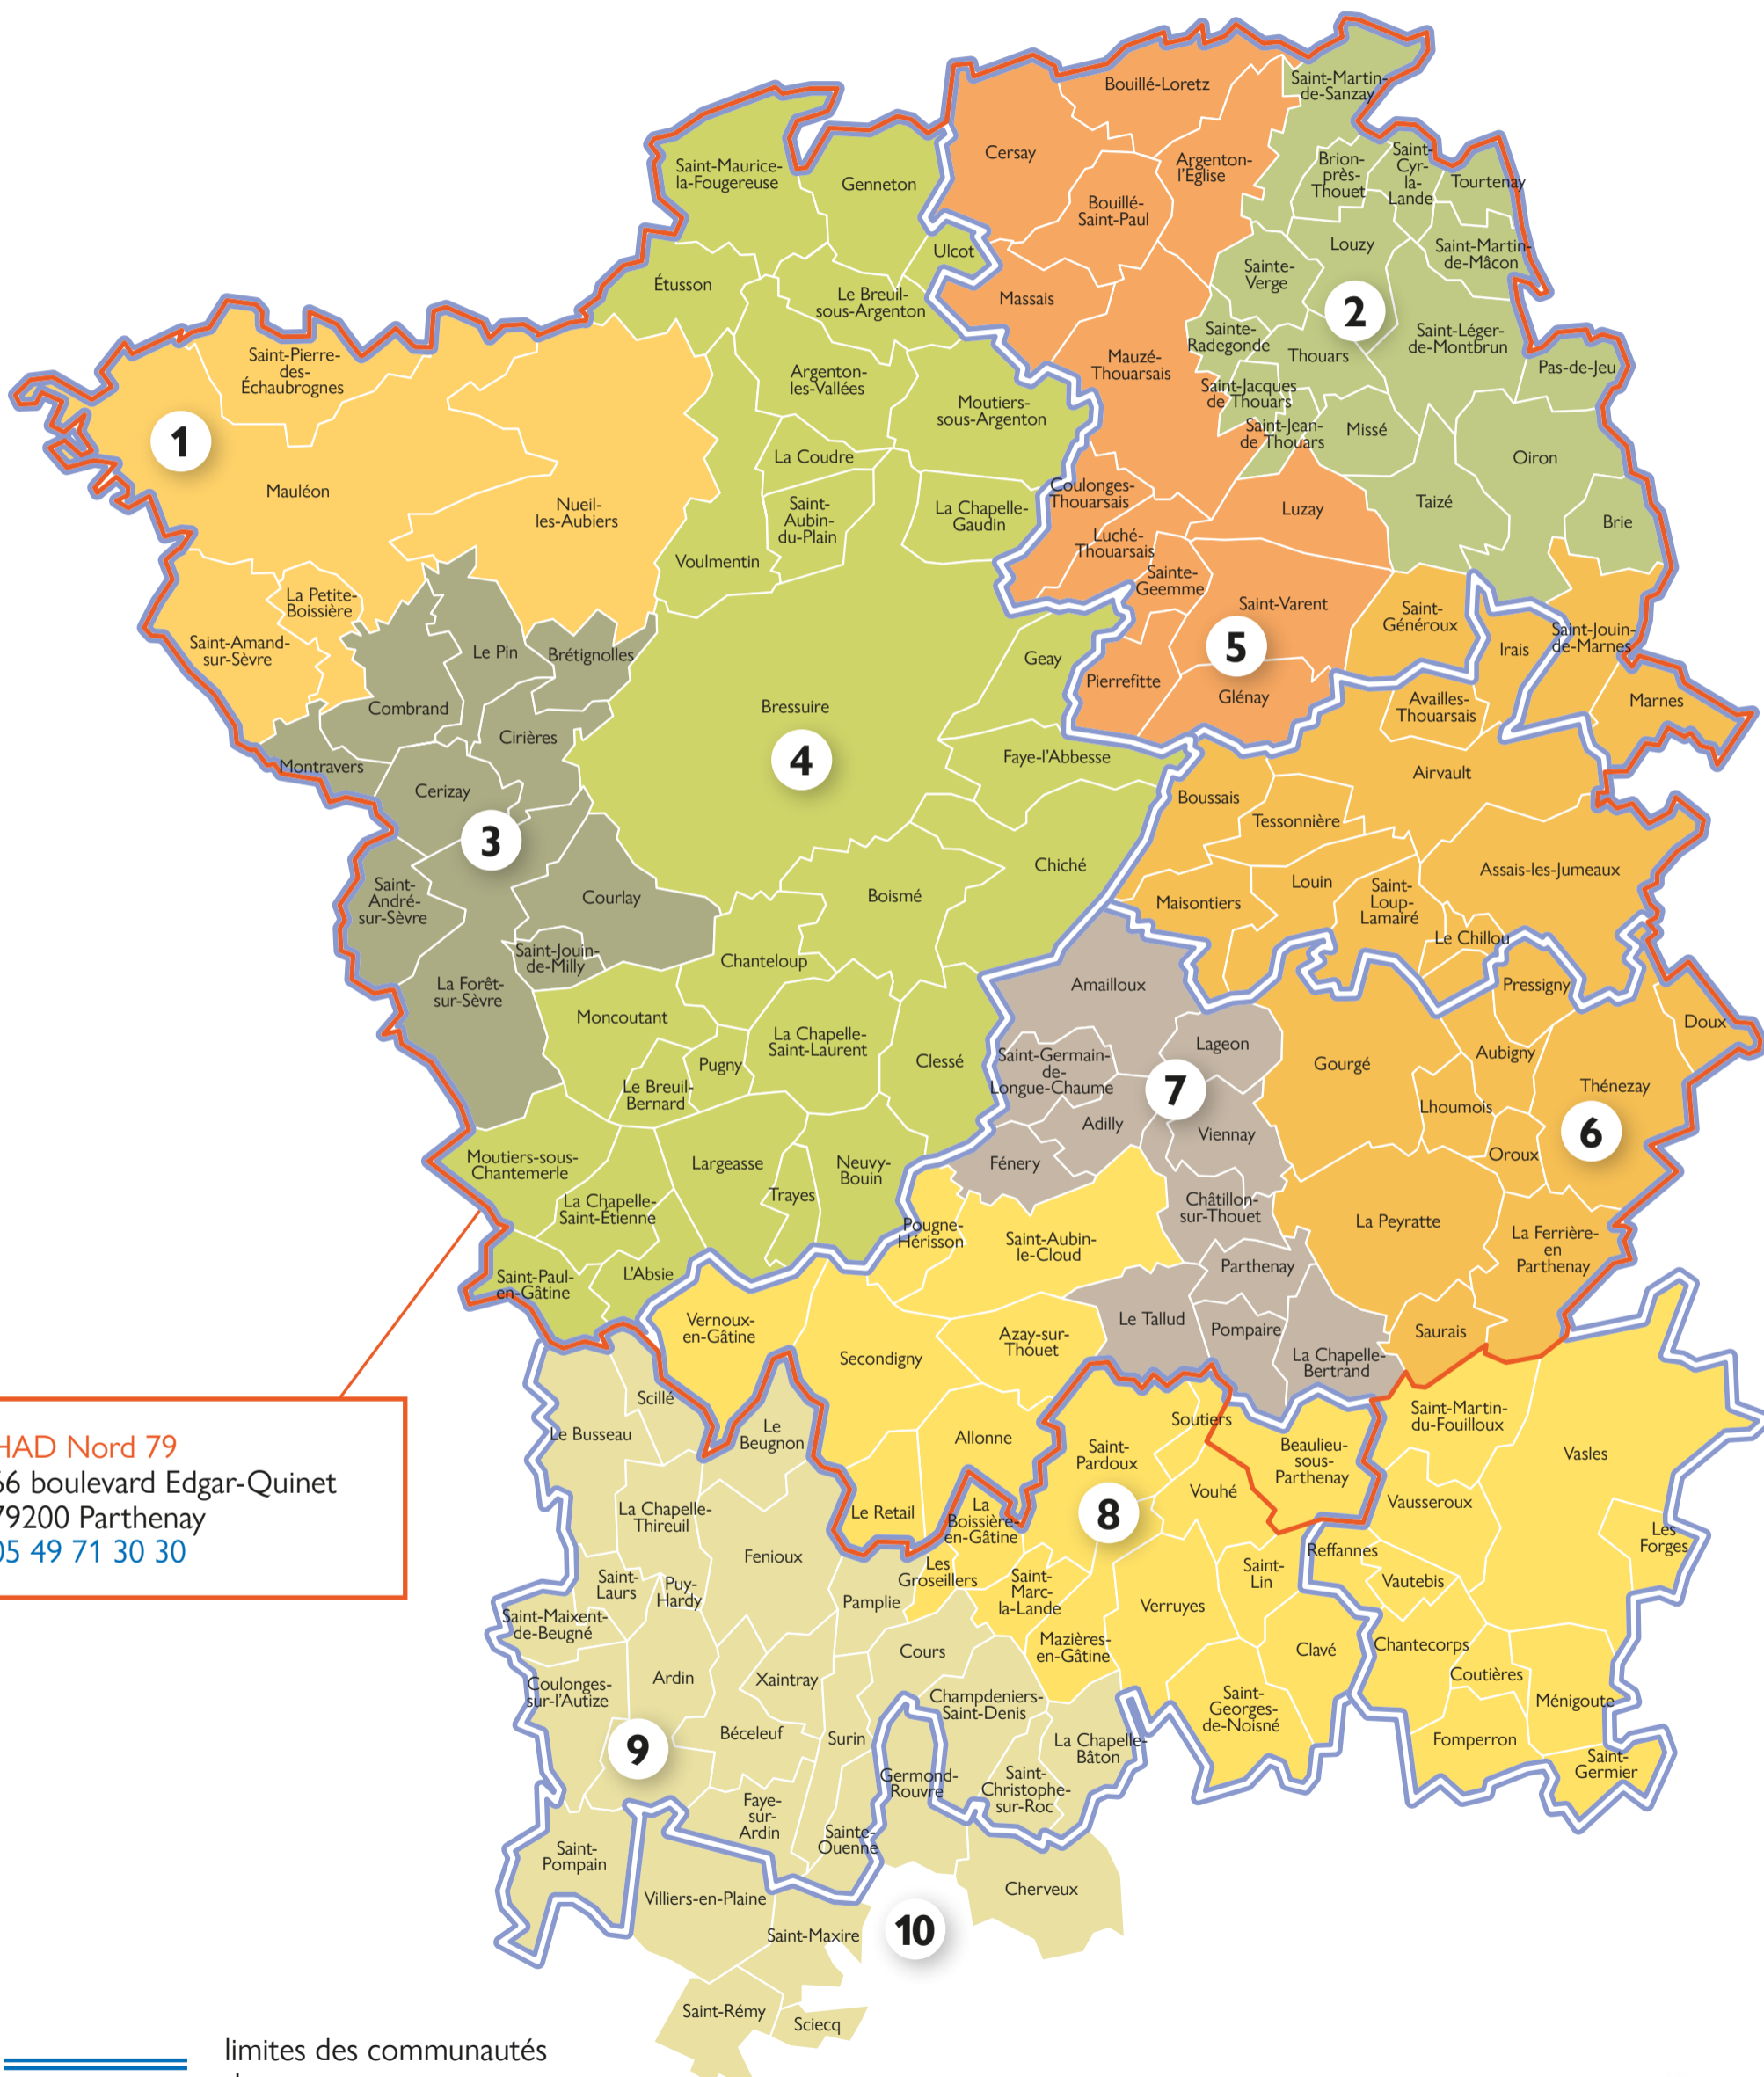 Saint-Martin-
de-Sanzay
Bouillé-Loretz
Cersay
Argenton-
l'Église
Brion-
près-
Thouet
Saint-
Cyr-
la-
Lande
Tourtenay
Saint-Maurice-
la-Fougereuse
Genneton
Bouillé-
Saint-Paul
Ulcot
Louzy
Saint-Martin-
de-Mâcon
Sainte-
Verge
2
Étusson
Le Breuil-
sous-Argenton
Massais
Sainte-
Radegonde
Thouars
Saint-Léger-
de-Montbrun
Pas-de-Jeu
Saint-Pierre-
des-
Échaubrognes
Argenton-
les-Vallées
Mauzé-
Thouarsais
Saint-Jacques
de Thouars
Moutiers-
sous-Argenton
Saint-Jean-
de Thouars
Missé
1
La Coudre
Oiron
Mauléon
Nueil-
les-Aubiers
Saint-
Aubin-
du-Plain
La Chapelle-
Gaudin
Coulonges-
Thouarsais
Luzay
Taizé
Brie
Voulmentin
Luché-
Thouarsais
Sainte-
Geemme
La Petite-
Boissière
Saint-Varent
Saint-
Généroux
Saint-Amand-
sur-Sèvre
Le Pin
Brétignolles
Geay
5
Irais
Saint-Jouin-
de-Marnes
Pierrefitte
Glénay
Availles-
Thouarsais
Marnes
Combrand
Bressuire
Cirières
4
Faye-l'Abbesse
Montravers
Airvault
Cerizay
Boussais
Tessonnière
3
Chiché
Assais-les-Jumeaux
Saint-
André-
sur-Sèvre
Courlay
Boismé
Maisontiers
Louin
Saint-
Loup-
Lamairé
Le Chillou
Saint-Jouin-
de-Milly
Chanteloup
La Forêt-
sur-Sèvre
Amailloux
Pressigny
Doux
Moncoutant
La Chapelle-
Saint-Laurent
Lageon
Pugny
Clessé
Saint-Germain-
de-
Longue-Chaume
Gourgé
Aubigny
Thénezay
Le Breuil-
Bernard
7
Lhoumois
Adilly
Viennay
6
Moutiers-sous-
Chantemerle
Largeasse
Neuvy-
Bouin
Fénery
Oroux
Trayes
La Chapelle-
Saint-Étienne
Châtillon-
sur-Thouet
La Peyratte
Pougne-
Hérisson
Saint-Aubin-
le-Cloud
La Ferrière-
en
Parthenay
Parthenay
Saint-Paul-
en-Gâtine
L'Absie
Vernoux-
en-Gâtine
Azay-sur-
Thouet
Le Tallud
Pompaire
Saurais
Secondigny
La Chapelle-
Bertrand
Scillé
Le Busseau
Le
Beugnon
Allonne
Soutiers
Saint-
Pardoux
Beaulieu-
sous-
Parthenay
Saint-Martin-
du-Fouilloux
Vasles
HAD Nord 79
66 boulevard Edgar-Quinet
79200 Parthenay
05 49 71 30 30
La Chapelle-
Thireuil
Le Retail
La
Boissière-
en-Gâtine
8
Vouhé
Vausseroux
Les
Forges
Fenioux
Les
Groseillers
Reffannes
Saint-
Laurs
Puy-
Hardy
Pamplie
Saint-
Marc-
la-Lande
Saint-
Lin
Vautebis
Saint-Maixent-
de-Beugné
Verruyes
Mazières-
en-Gâtine
Clavé
Chantecorps
Cours
Coutières
Coulonges-
sur-l'Autize
Ardin
Xaintray
Champdeniers-
Saint-Denis
Saint-
Georges-
de-Noisné
Ménigoute
Béceleuf
Surin
La Chapelle-
Bâton
Fomperron
9
Germond-
Rouvre
Saint-
Christophe-
sur-Roc
Saint-
Germier
Faye-
sur-
Ardin
Sainte-
Ouenne
Saint-
Pompain
Villiers-en-Plaine
Cherveux
Saint-Maxire
10
Saint-Rémy
Sciecq
limites des communautés